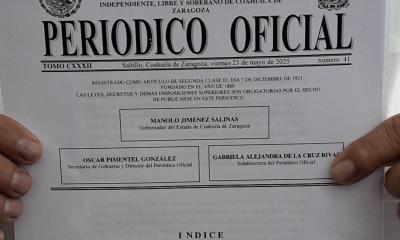 INDEPENDIENTE, LIBRE Y SOBERANO DE COAHUILA DE
ZARAGOZA
PERIODICO OFICIAL
TOMO CXXXII Saltillo, Coahuila de Zaragoza, viernes 23 de mayo de 2025 número 41
REGISTRADO COMO ARTÍCULO DE SEGUNDA CLASE EL DÍA 7 DE DICIEMBRE DE 1921.
FUNDADO EN EL AÑO DE 1860
LAS LEYES, DECRETOS Y DEMÁS DISPOSICIONES SUPERIORES SON OBLIGATORIAS POR EL HECHO
DE PUBLICARSE EN ESTE PERIÓDICO
MANOLO JIMÉNEZ SALINAS
Gobernador del Estado de Coahuila de Zaragoza
OSCAR PIMENTEL GONZÁLEZ
Secretario de Gobierno y Director del Periódico Oficial
GABRIELA ALEJANDRA DE LA CRUZ RIVAS
Subdirectora del Periódico Oficial
I N D I C E